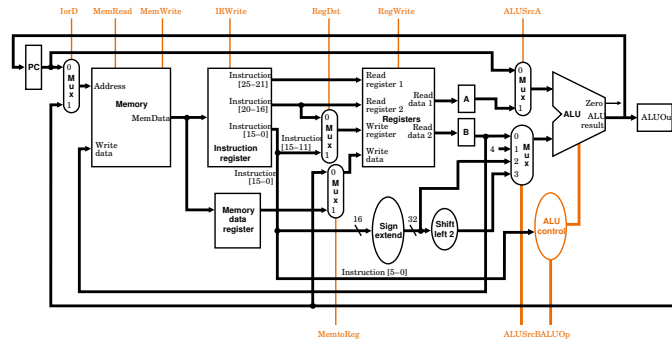 IorD MemRead MemWrite IRWrite RegDst RegWrite ALUSrcA
PC
0
M
u
x
1
Address
Memory
MemData
Write
data
Instruction
[25–21]
Instruction
[20–16]
Instruction
[15–0]
Instruction
register
Instruction
[15–11]
Instruction
[15–0]
Memory
data
register
0
M
u
x
1
0
M
u
x
1
Read
register 1
Read
register 2
Registers
Write
register
Write
data
Read
data 1
Read
data 2
A
B
0
M
u
x
1
4
0
1
M
u
x
2
3
Zero
ALU
ALU
result
ALUOu
16
Sign
extend
32
Shift
left 2
ALU
control
Instruction [5–0]
MemtoReg ALUSrcB ALUOp